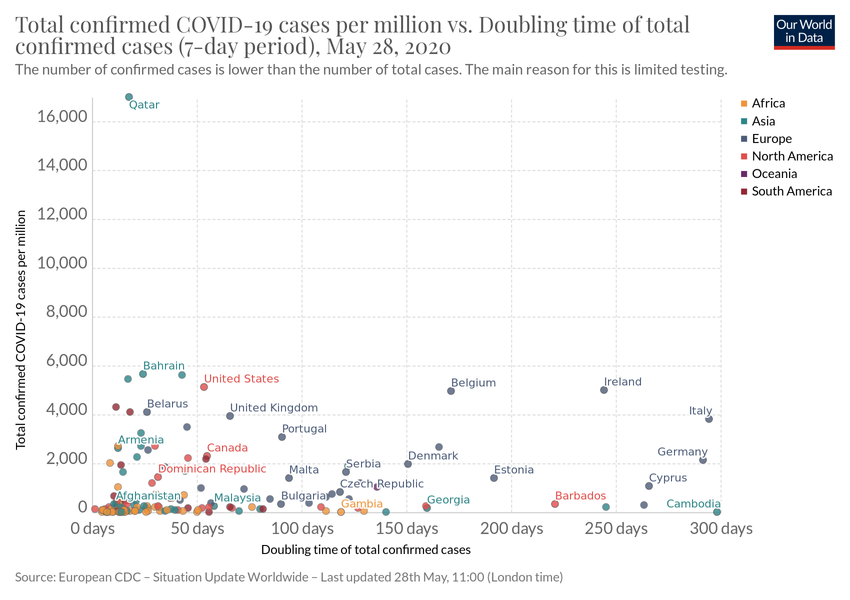 Total confirmed COVID-19 cases per million vs. Doubling time of total
confirmed cases (7-day period), May 28, 2020
The number of confirmed cases is lower than the number of total cases. The main reason for this is limited testing.
Our World
in Data
Total confirmed COVID-19 cases per million
16,000
14,000
12,000
10,000
8,000
6,000
4,000
2,000
0
Qatar
Bahrain
United States
Belgium
Ireland
Belarus
United Kingdom
Italy
Portugal
Armenia
Canada
Denmark
Germany
Dominican Republic
Malta
Serbia
Estonia
Cyprus
Czech Republic
Afghanistan
Malaysia
Bulgaria
Gambia
Georgia
Barbados
Cambodia
0 days
50 days
100 days
150 days
200 days
250 days
300 days
Doubling time of total confirmed cases
Africa
Asia
Europe
North America
Oceania
South America
Source: European CDC – Situation Update Worldwide – Last updated 28th May, 11:00 (London time)